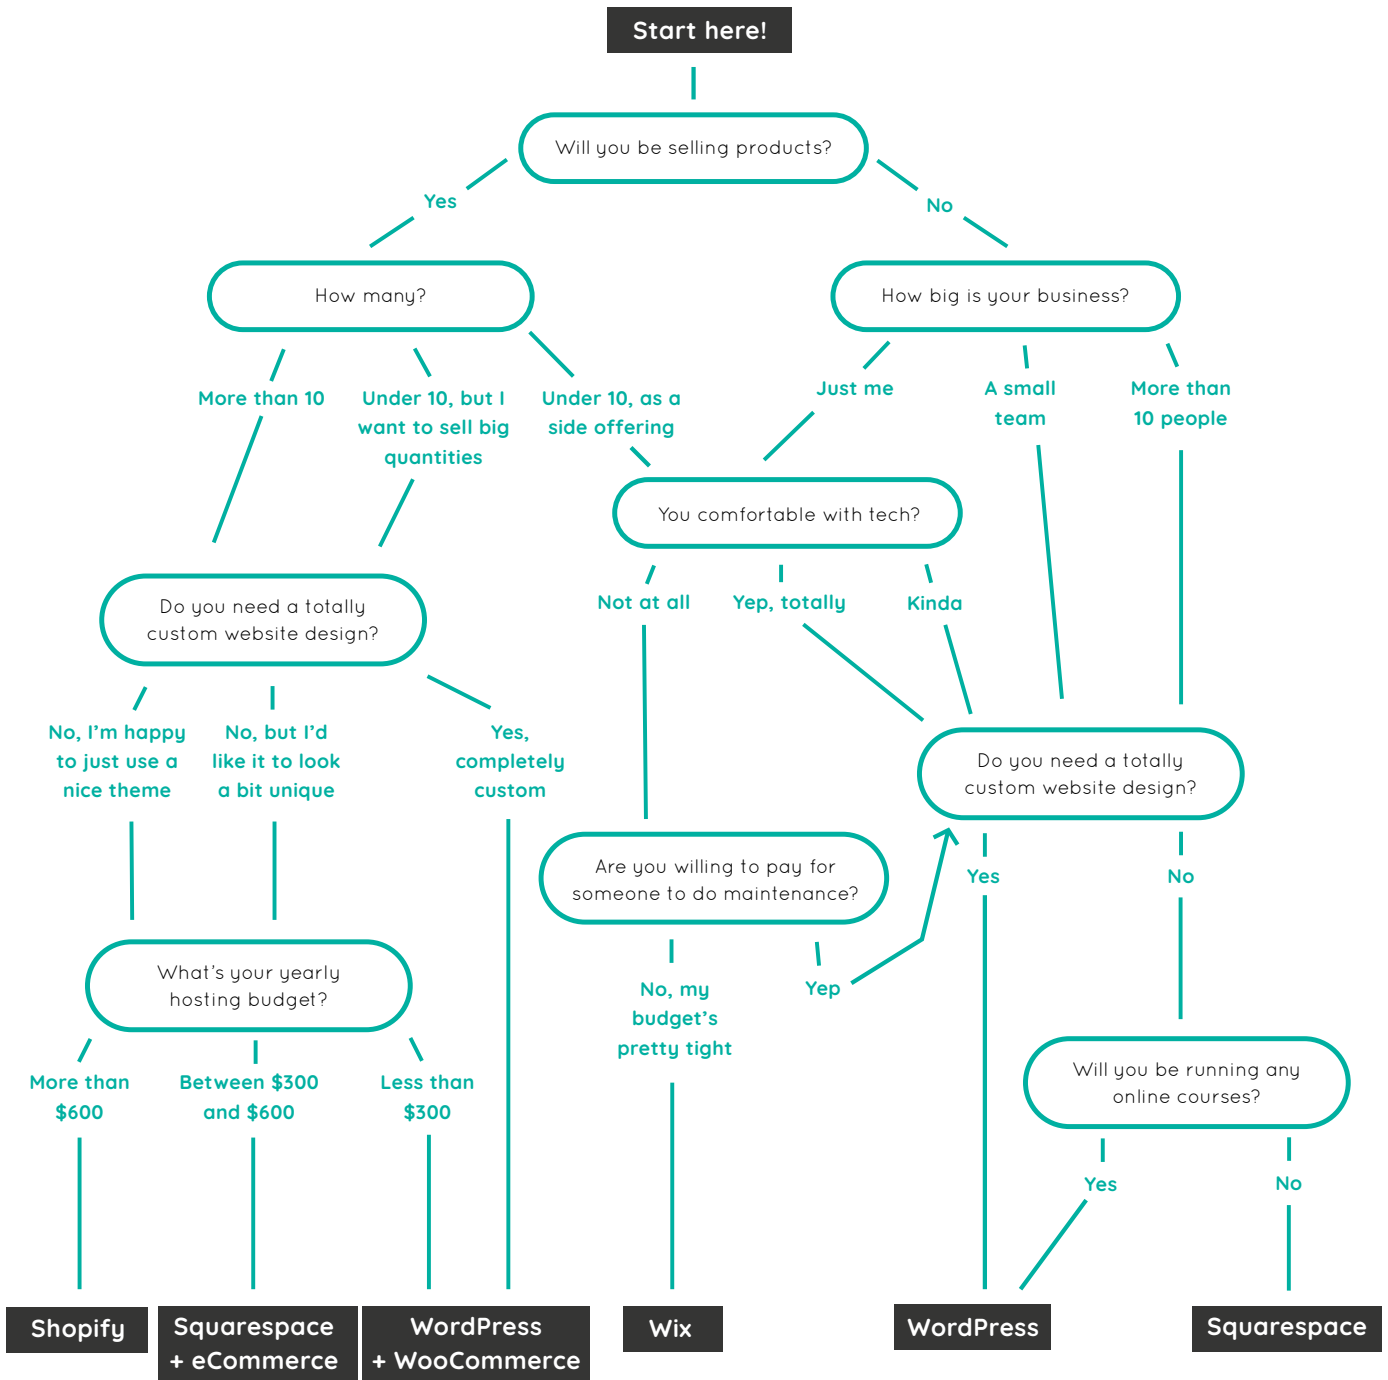 Start here!
Will you be selling products?
Yes
No
How many?
How big is your business?
More than 10
Under 10, but I
want to sell big
quantities
Under 10, as a
side offering
Just me
A small
team
More than
10 people
You comfortable with tech?
Not at all
Yep, totally
Kinda
Do you need a totally
custom website design?
No, I'm happy
to just use a
nice theme
No, but I'd
like it to look
a bit unique
Yes,
completely
custom
Do you need a totally
custom website design?
Are you willing to pay for
someone to do maintenance?
Yes
No
What's your yearly
hosting budget?
No, my
budget's
pretty tight
Yep
More than
$600
Between $300
and $600
Less than
$300
Will you be running any
online courses?
Yes
No
Shopify
Squarespace
+ eCommerce
WordPress
+ WooCommerce
Wix
WordPress
Squarespace